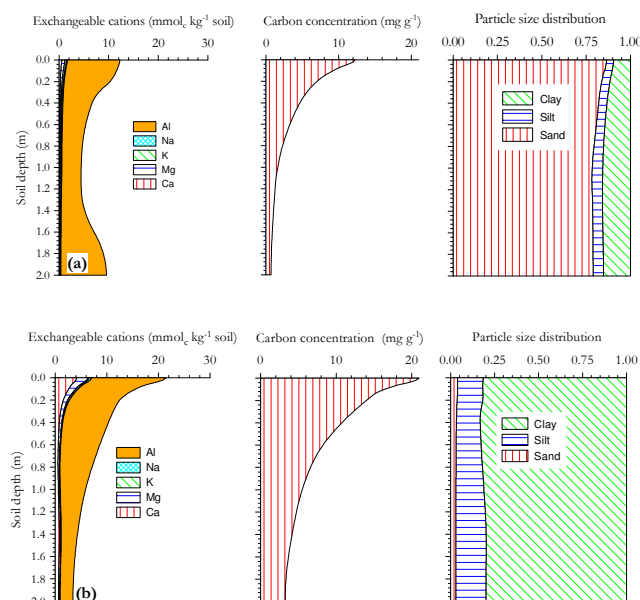 Exchangeable cations (mmolc kg-1 soil)
Carbon concentration (mg g-1)
Particle size distribution
0 10 20 30
0 10 20
0.00 0.25 0.50 0.75 1.00
0.0
0.2
0.4
0.6
0.8
1.0
1.2
1.4
1.6
1.8
2.0
Soil depth (m)
Al
Na
K
Mg
Ca
Clay
Silt
Sand
(a)
Exchangeable cations (mmolc kg-1 soil)
Carbon concentration (mg g-1)
Particle size distribution
0 10 20 30
0 10 20
0.00 0.25 0.50 0.75 1.00
0.0
0.2
0.4
0.6
0.8
1.0
1.2
1.4
1.6
1.8
2.0
Soil depth (m)
Al
Na
K
Mg
Ca
Clay
Silt
Sand
(b)